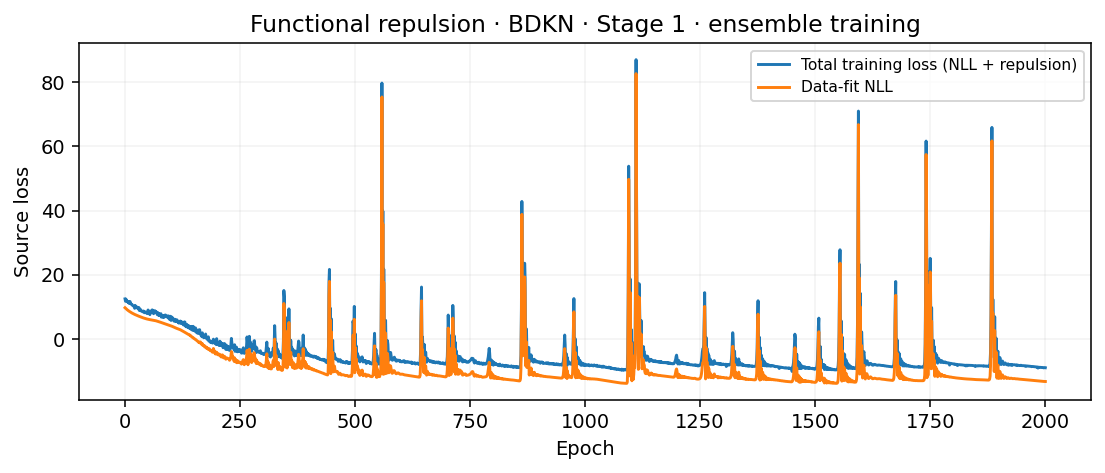 Functional repulsion · BDKN · Stage 1 · ensemble training
Total training loss (NLL + repulsion)
Data-fit NLL
Source loss
80
60
40
20
0
0 250 500 750 1000 1250 1500 1750 2000
Epoch